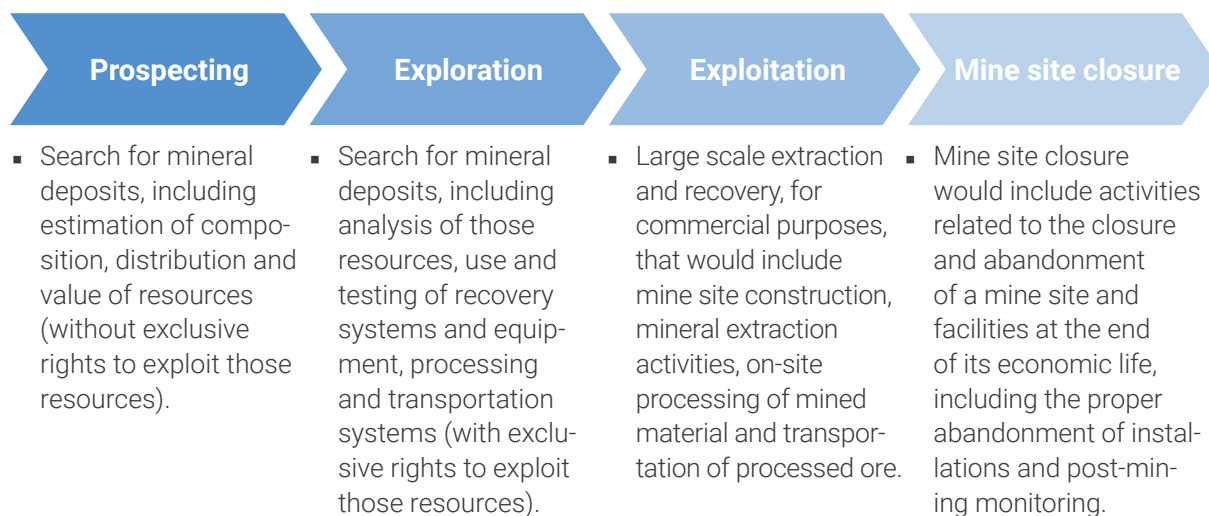 Prospecting
Exploration
Exploitation
Mine site closure
▪ Search for mineral
deposits, including
estimation of compo-
sition, distribution and
value of resources
(without exclusive
rights to exploit those
resources).
▪ Search for mineral
deposits, including
analysis of those
resources, use and
testing of recovery
systems and equip-
ment, processing
and transportation
systems (with exclu-
sive rights to exploit
those resources).
▪ Large scale extraction
and recovery, for
commercial purposes,
that would include
mine site construction,
mineral extraction
activities, on-site
processing of mined
material and transpor-
tation of processed ore.
▪ Mine site closure
would include activities
related to the closure
and abandonment
of a mine site and
facilities at the end
of its economic life,
including the proper
abandonment of instal-
lations and post-min-
ing monitoring.